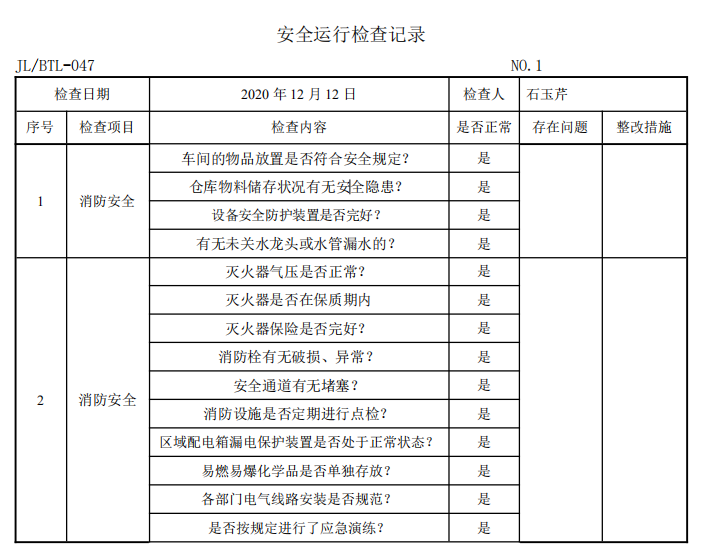 安全运行检查记录
JL/BTL-047 NO.1
检查日期 2020 年 12 月 12 日 检查人 石玉芹
序号 检查项目 检查内容 是否正常 存在问题 整改措施
1 消防安全 车间的物品放置是否符合安全规定？ 是
仓库物料储存状况有无安全隐患？ 是
设备安全防护装置是否完好？ 是
有无未关水龙头或水管漏水的？ 是
2 消防安全 灭火器气压是否正常？ 是
灭火器是否在保质期内 是
灭火器保险是否完好？ 是
消防栓有无破损、异常？ 是
安全通道有无堵塞？ 是
消防设施是否定期进行点检？ 是
区域配电箱漏电保护装置是否处于正常状态？ 是
易燃易爆化学品是否单独存放？ 是
各部门电气线路安装是否规范？ 是
是否按规定进行了应急演练？ 是